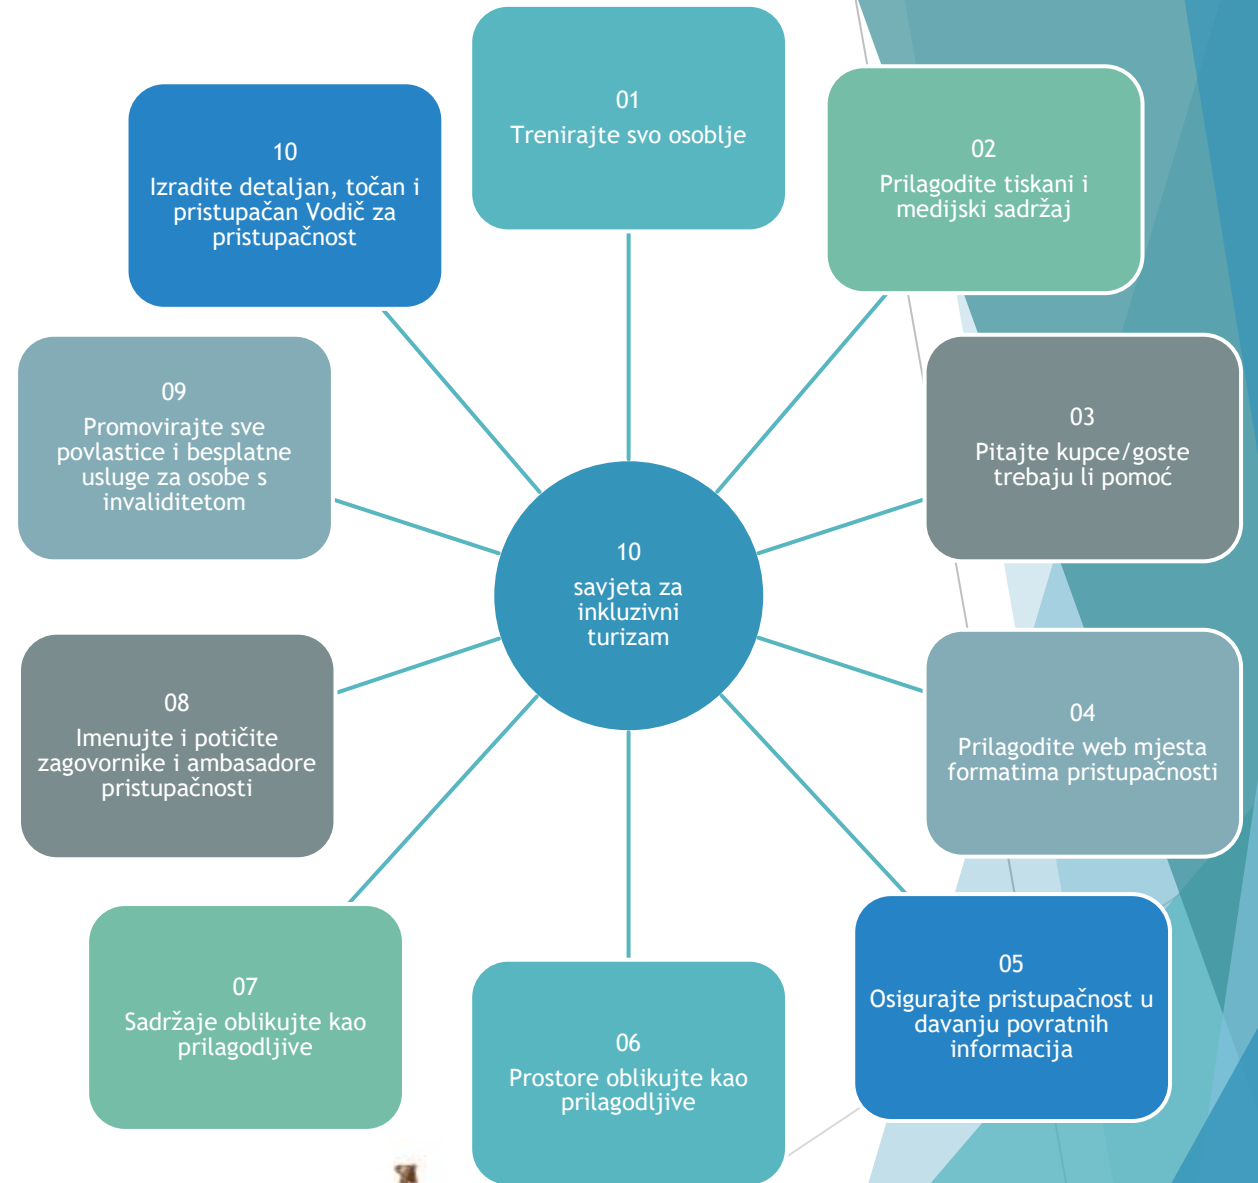 10
savjeta za
inkluzivni
turizam
01
Trenirajte svo osoblje
02
Prilagodite tiskani i
medijski sadržaj
03
Pitajte kupce/goste
trebaju li pomoć
04
Prilagodite web mjesta
formatima pristupačnosti
05
Osigurajte pristupačnost u
davanju povratnih
informacija
06
Prostore oblikujte kao
prilagodljive
07
Sadržaje oblikujte kao
prilagodljive
08
Imenujte i potičite
zagovornike i ambasadore
pristupačnosti
09
Promovirajte sve
povlastice i besplatne
usluge za osobe s
invaliditetom
10
Izradite detaljan, točan i
pristupačan Vodič za
pristupačnost